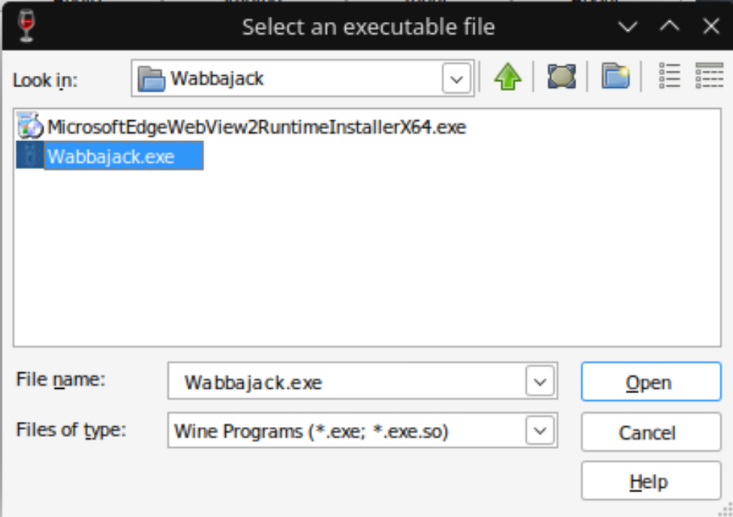 Select an executable file
Look in: Wabbajack
MicrosoftEdgeWebView2RuntimeInstallerX64.exe
Wabbajack.exe
File name: Wabbajack.exe Open
Files of type: Wine Programs (*.exe; *.exe.so) Cancel
Help